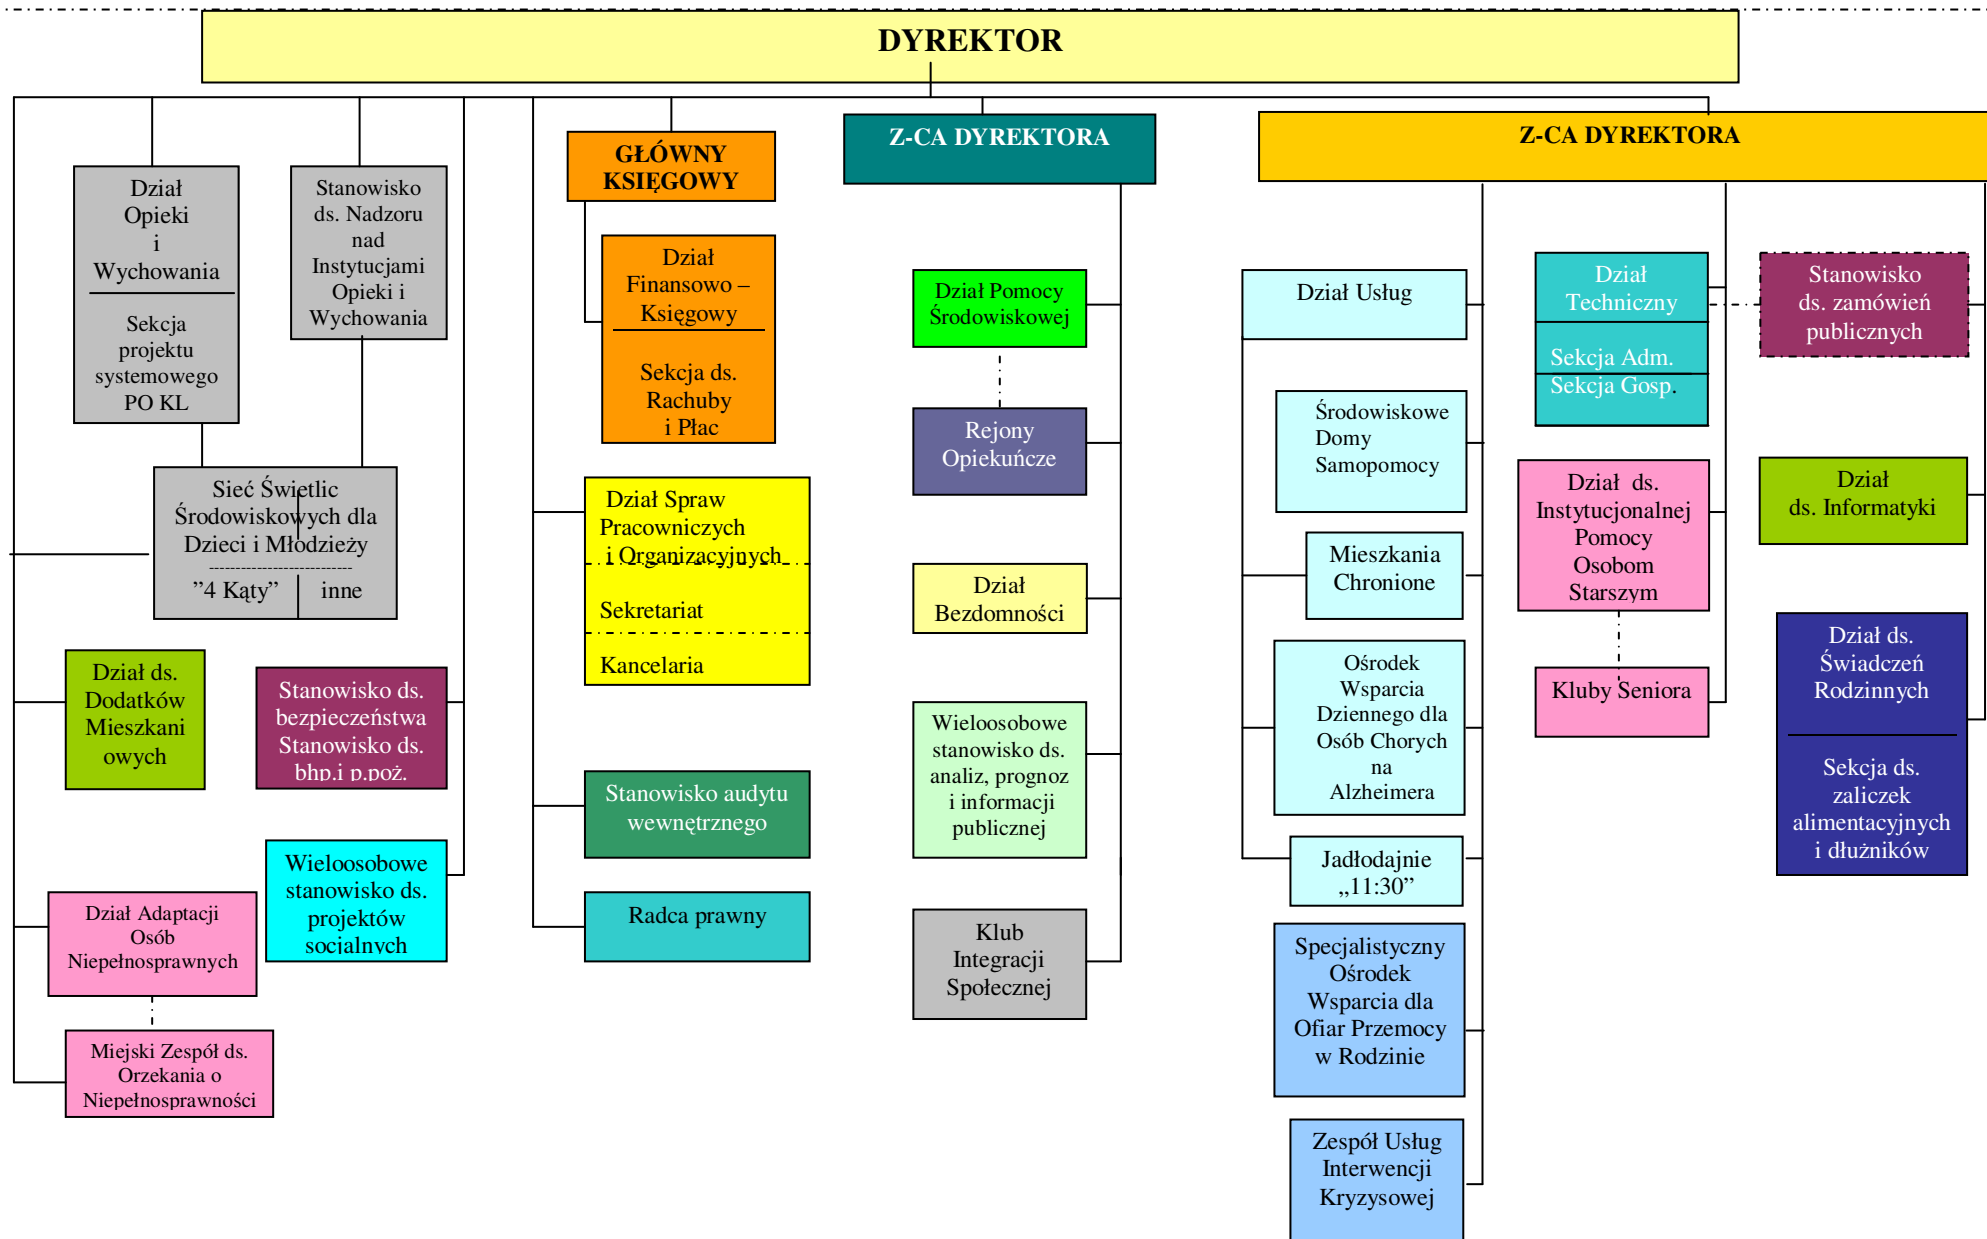 DYREKTOR
Dział
Opieki
i
Wychowania
Sekcja
projektu
systemowego
PO KL
Stanowisko
ds. Nadzoru
nad
Instytucjami
Opieki i
Wychowania
Sieć Świetlic
Środowiskowych dla
Dzieci i Młodzieży
----------------------------
”4 Kąty”
inne
Dział ds.
Dodatków
Mieszkani
owych
Stanowisko ds.
bezpieczeństwa
Stanowisko ds.
bhp.i p.poż.
Wieloosobowe
stanowisko ds.
projektów
socjalnych
Dział Adaptacji
Osób
Niepełnosprawnych
Miejski Zespół ds.
Orzekania o
Niepełnosprawności
GŁÓWNY
KSIĘGOWY
Dział
Finansowo –
Księgowy
Sekcja ds.
Rachuby
i Płac
Dział Spraw
Pracowniczych
i Organizacyjnych
Sekretariat
Kancelaria
Stanowisko audytu
wewnętrznego
Radca prawny
Z-CA DYREKTORA
Dział Pomocy
Środowiskowej
Rejony
Opiekuńcze
Dział
Bezdomności
Wieloosobowe
stanowisko ds.
analiz, prognoz
i informacji
publicznej
Klub
Integracji
Społecznej
Z-CA DYREKTORA
Dział Usług
Środowiskowe
Domy
Samopomocy
Mieszkania
Chronione
Ośrodek
Wsparcia
Dziennego dla
Osób Chorych
na
Alzheimera
Jadłodajnie
„11:30”
Specjalistyczny
Ośrodek
Wsparcia dla
Ofiar Przemocy
w Rodzinie
Zespół Usług
Interwencji
Kryzysowej
Dział
Techniczny
Sekcja Adm.
Sekcja Gosp.
Dział  ds.
Instytucjonalnej
Pomocy
Osobom
Starszym
Kluby Seniora
Stanowisko
ds. zamówień
publicznych
Dział
ds. Informatyki
Dział ds.
Świadczeń
Rodzinnych
Sekcja ds.
zaliczek
alimentacyjnych
i dłużników